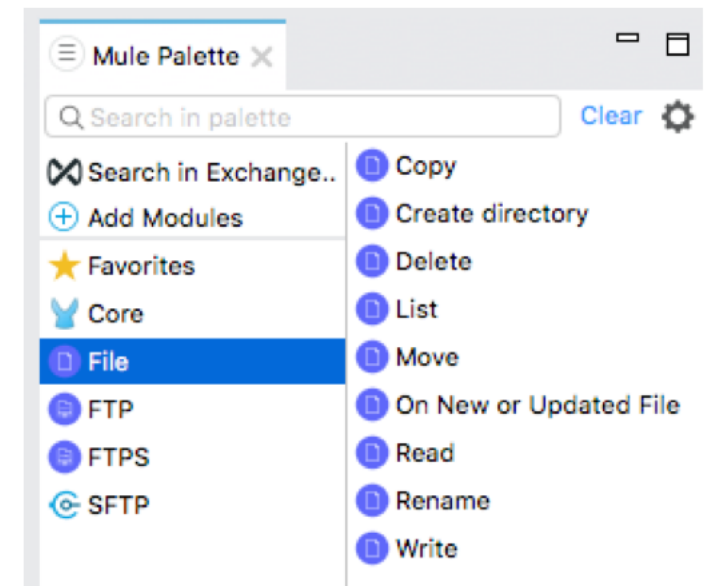 Mule Palette
Search in palette
Clear
Search in Exchange..
Add Modules
Favorites
Core
File
FTP
FTPS
SFTP
Copy
Create directory
Delete
List
Move
On New or Updated File
Read
Rename
Write